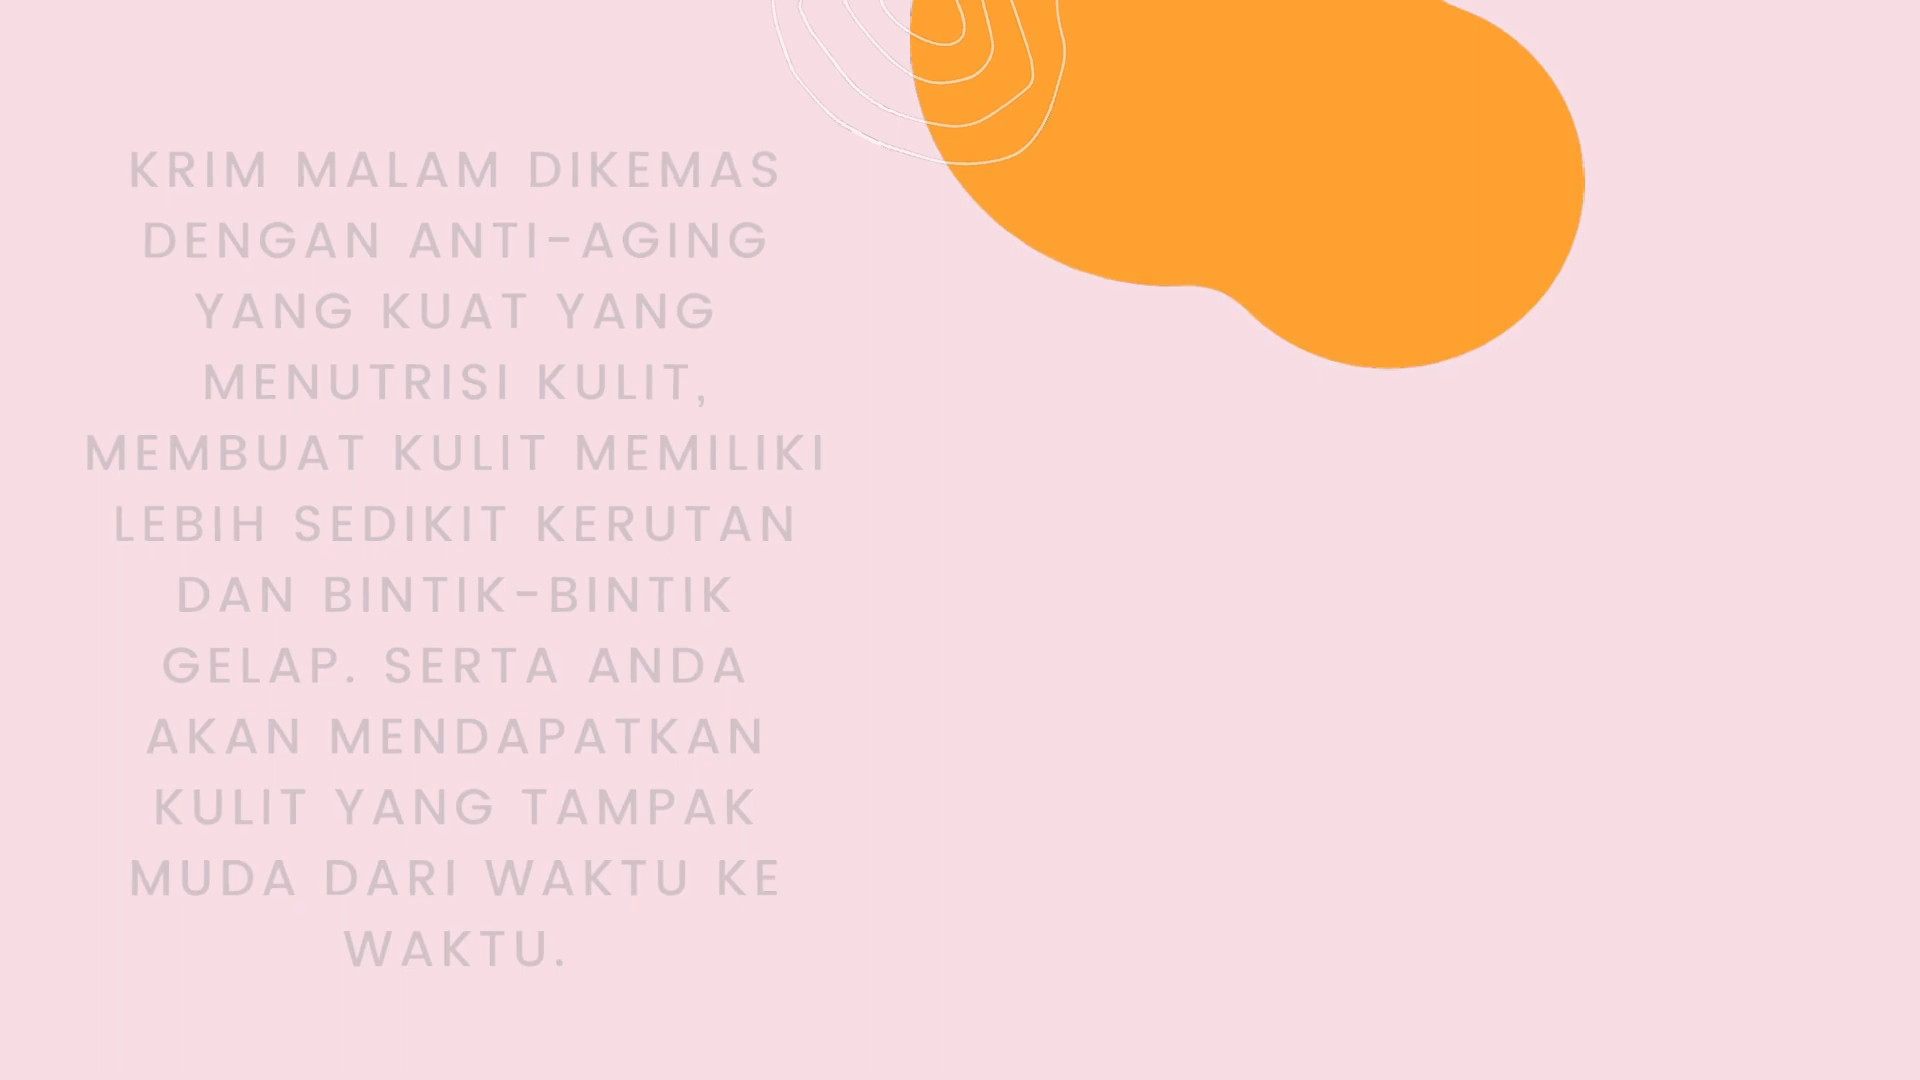 KRIM MALAM DIKEMAS
DENGAN ANTI-AGING
YANG KUAT YANG
MENUTRISI KULIT,
MEMBUAT KULIT MEMILIKI
LEBIH SEDIKIT KERUTAN
DAN BINTIK-BINTIK
GELAP. SERTA ANDA
AKAN MENDAPATKAN
KULIT YANG TAMPAK
MUDA DARI WAKTU KE
WAKTU.